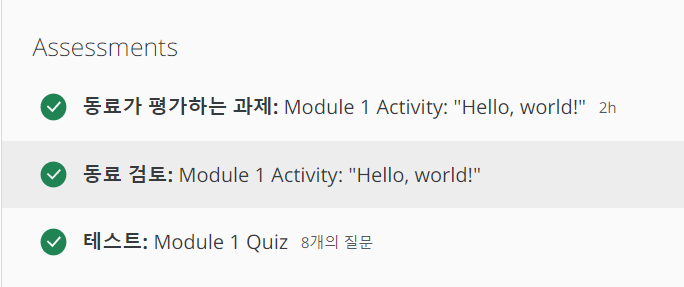 Assessments
동료가 평가하는 과제: Module 1 Activity: "Hello, world!" 2h
동료 검토: Module 1 Activity: "Hello, world!"
테스트: Module 1 Quiz 8개의 질문